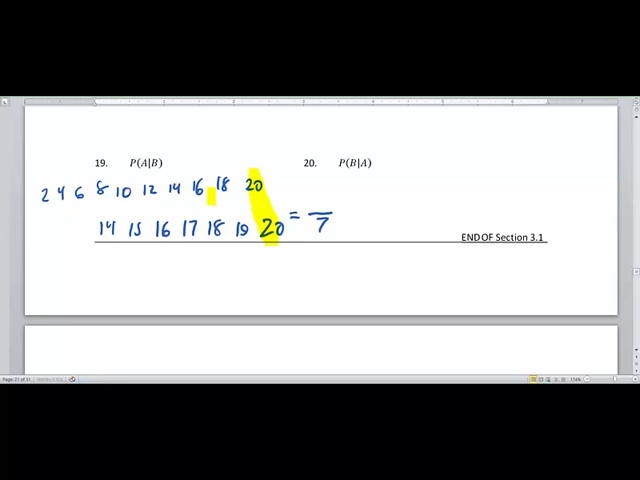 19. P(A|B) 20. P(B|A)
2 4 6 8 10 12 14 16 18 20
14 15 16 17 18 19 20 = — 7
END OF Section 3.1